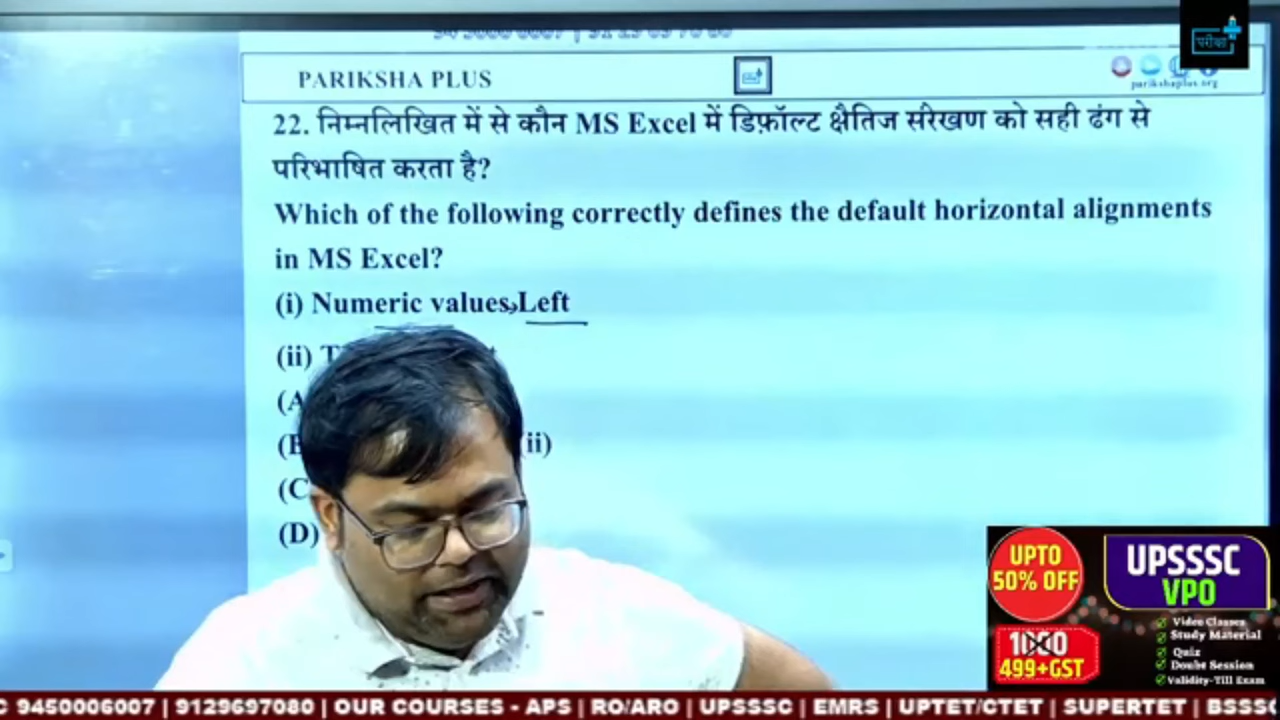 परीक्षा
PARIKSHA PLUS
parikshaplus.org
22. निम्नलिखित में से कौन MS Excel में डिफ़ॉल्ट क्षैतिज संरेखण को सही ढंग से
परिभाषित करता है?
Which of the following correctly defines the default horizontal alignments
in MS Excel?
(i) Numeric values,Left
(ii)
(C
(D)
ii)
UPTO
50% OFF
1000
499+GST
UPSSSC
VPO
Video Classes
Study Material
Quiz
Doubt Session
Validity-Till Exam
C 9450006007 | 9129697080 | OUR COURSES - APS | RO/ARO | UPSSSC | EMRS | UPTET/CTET | SUPERTET | BSSSC